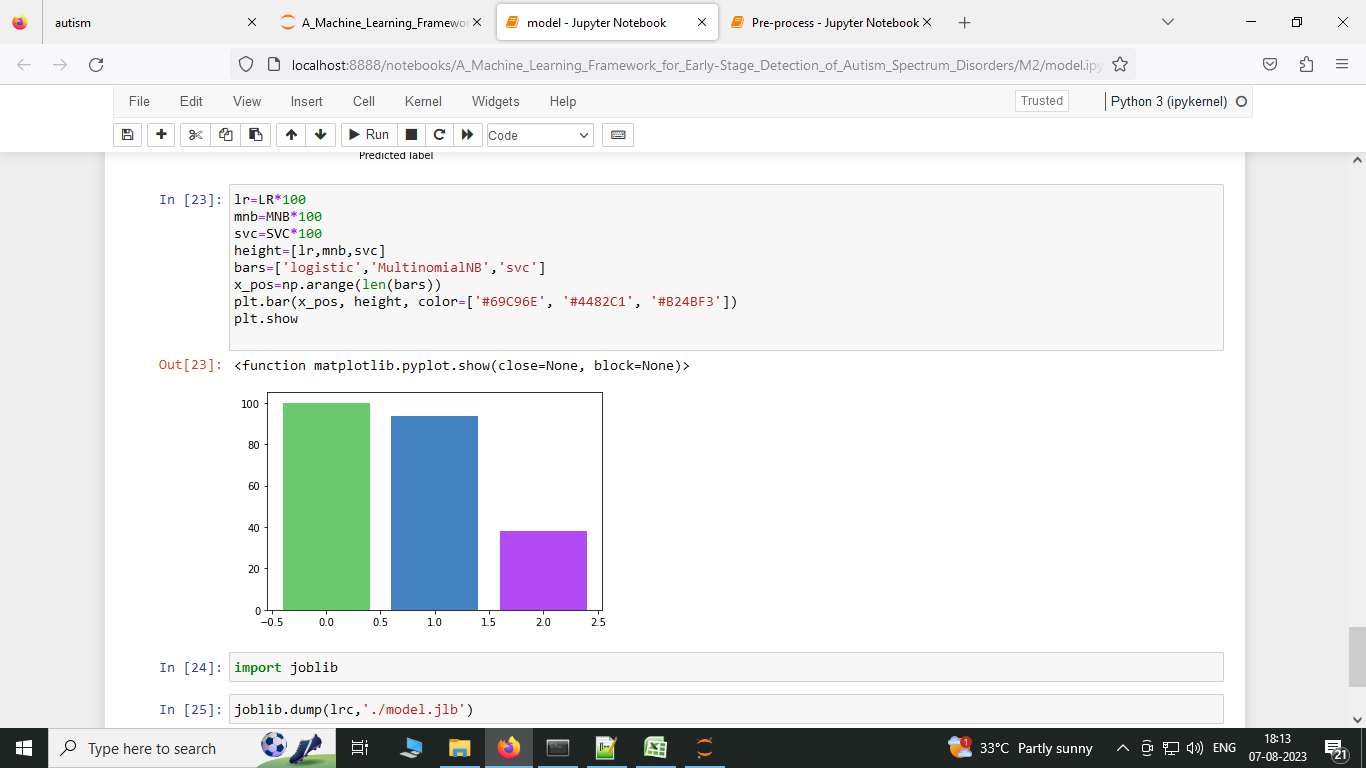 autism
A_Machine_Learning_Framewor
model - Jupyter Notebook
Pre-process - Jupyter Notebook
localhost:8888/notebooks/A_Machine_Learning_Framework_for_Early-Stage_Detection_of_Autism_Spectrum_Disorders/M2/model.ipyn
File Edit View Insert Cell Kernel Widgets Help
Trusted
Python 3 (ipykernel)
Run
Code
Predicted label
In [23]:
lr=LR*100
mnb=MNB*100
svc=SVC*100
height=[lr,mnb,svc]
bars=['logistic','MultinomialNB','svc']
x_pos=np.arange(len(bars))
plt.bar(x_pos, height, color=['#69C96E', '#4482C1', '#B24BF3'])
plt.show
Out[23]: <function matplotlib.pyplot.show(close=None, block=None)>
100
80
60
40
20
0
−0.5 0.0 0.5 1.0 1.5 2.0 2.5
In [24]: import joblib
In [25]: joblib.dump(lrc,'./model.jlb')
Type here to search
33°C Partly sunny
ENG
18:13
07-08-2023
21